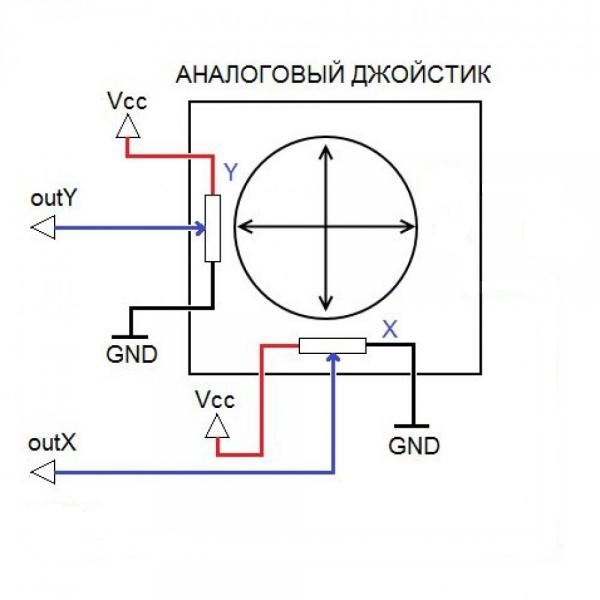 АНАЛОГОВЫЙ ДЖОЙСТИК
Vcc
Y
outY
GND
X
Vcc
outX
GND